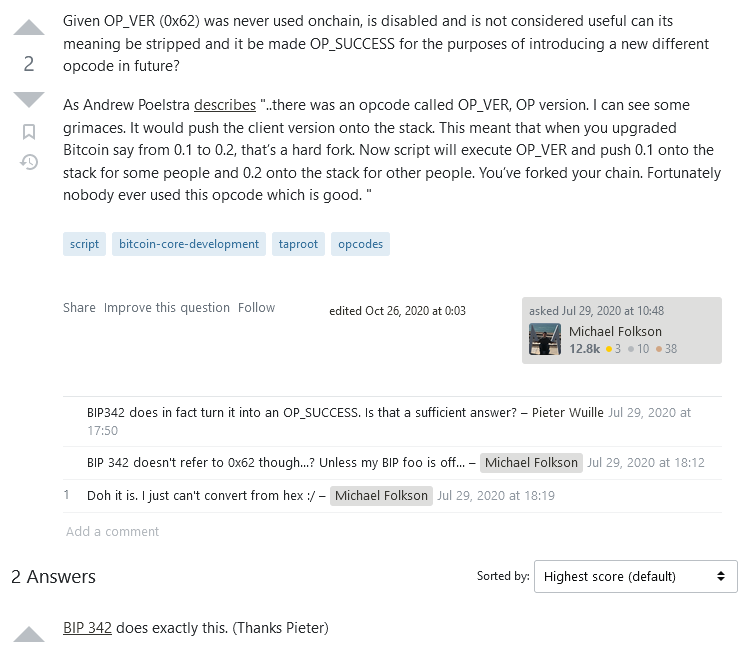 Given OP_VER (0x62) was never used onchain, is disabled and is not considered useful can its
meaning be stripped and it be made OP_SUCCESS for the purposes of introducing a new different
opcode in future?
2
As Andrew Poelstra describes "..there was an opcode called OP_VER, OP version. I can see some
grimaces. It would push the client version onto the stack. This meant that when you upgraded
Bitcoin say from 0.1 to 0.2, that’s a hard fork. Now script will execute OP_VER and push 0.1 onto the
stack for some people and 0.2 onto the stack for other people. You’ve forked your chain. Fortunately
nobody ever used this opcode which is good. "
script bitcoin-core-development taproot opcodes
Share Improve this question Follow
edited Oct 26, 2020 at 0:03
asked Jul 29, 2020 at 10:48
Michael Folkson
12.8k 3 10 38
BIP342 does in fact turn it into an OP_SUCCESS. Is that a sufficient answer? – Pieter Wuille Jul 29, 2020 at
17:50
BIP 342 doesn't refer to 0x62 though...? Unless my BIP foo is off... – Michael Folkson Jul 29, 2020 at 18:12
1 Doh it is. I just can't convert from hex :/ – Michael Folkson Jul 29, 2020 at 18:19
Add a comment
2 Answers
Sorted by: Highest score (default)
BIP 342 does exactly this. (Thanks Pieter)